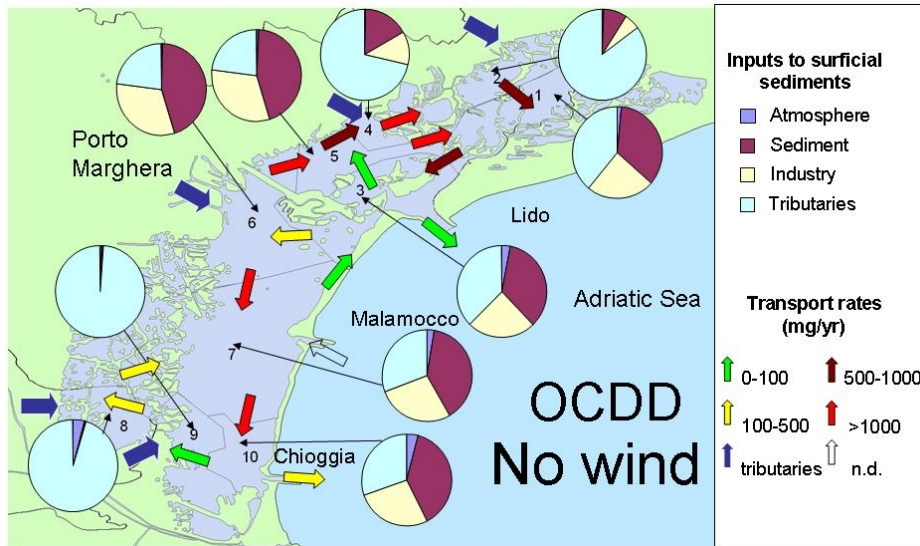 Porto
Marghera
1
2
3
4
5
6
7
8
9
10
Lido
Adriatic Sea
Malamocco
Chioggia
OCDD
No wind
Inputs to surficial
sediments
Atmosphere
Sediment
Industry
Tributaries
Transport rates
(mg/yr)
0-100
500-1000
100-500
>1000
tributaries
n.d.